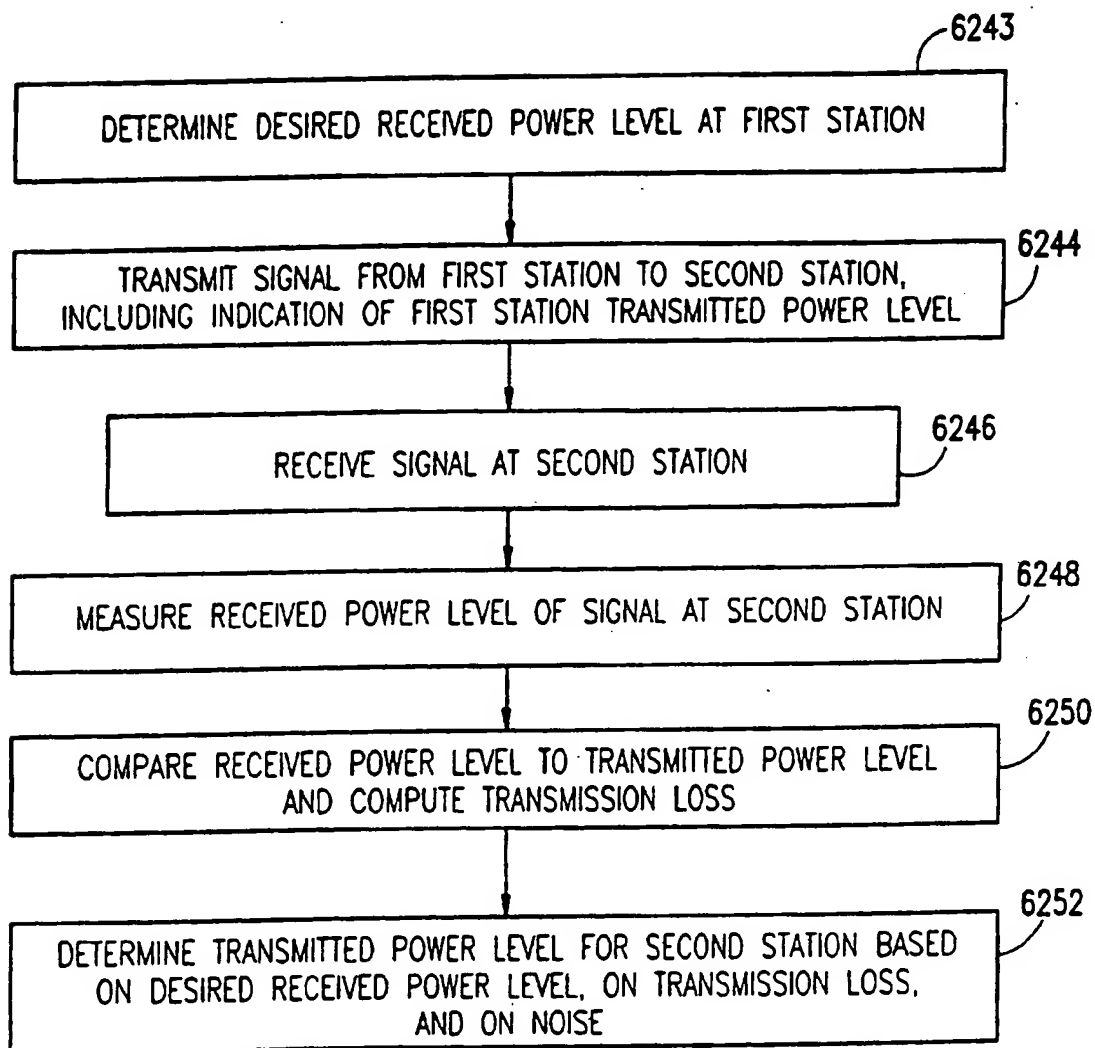 6243
DETERMINE DESIRED RECEIVED POWER LEVEL AT FIRST STATION
6244
TRANSMIT SIGNAL FROM FIRST STATION TO SECOND STATION,
INCLUDING INDICATION OF FIRST STATION TRANSMITTED POWER LEVEL
6246
RECEIVE SIGNAL AT SECOND STATION
6248
MEASURE RECEIVED POWER LEVEL OF SIGNAL AT SECOND STATION
6250
COMPARE RECEIVED POWER LEVEL TO TRANSMITTED POWER LEVEL
AND COMPUTE TRANSMISSION LOSS
6252
DETERMINE TRANSMITTED POWER LEVEL FOR SECOND STATION BASED
ON DESIRED RECEIVED POWER LEVEL, ON TRANSMISSION LOSS,
AND ON NOISE